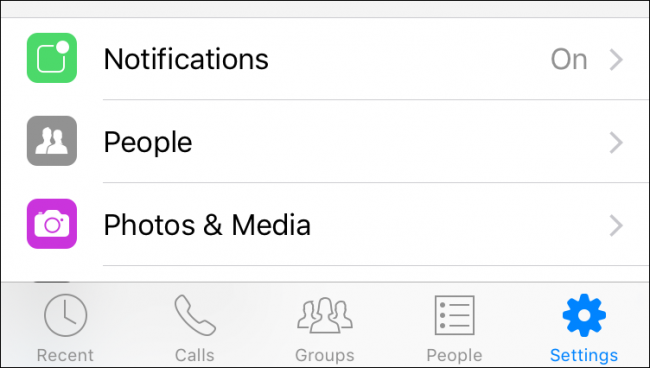 Notifications On
People
Photos & Media
Recent Calls Groups People Settings